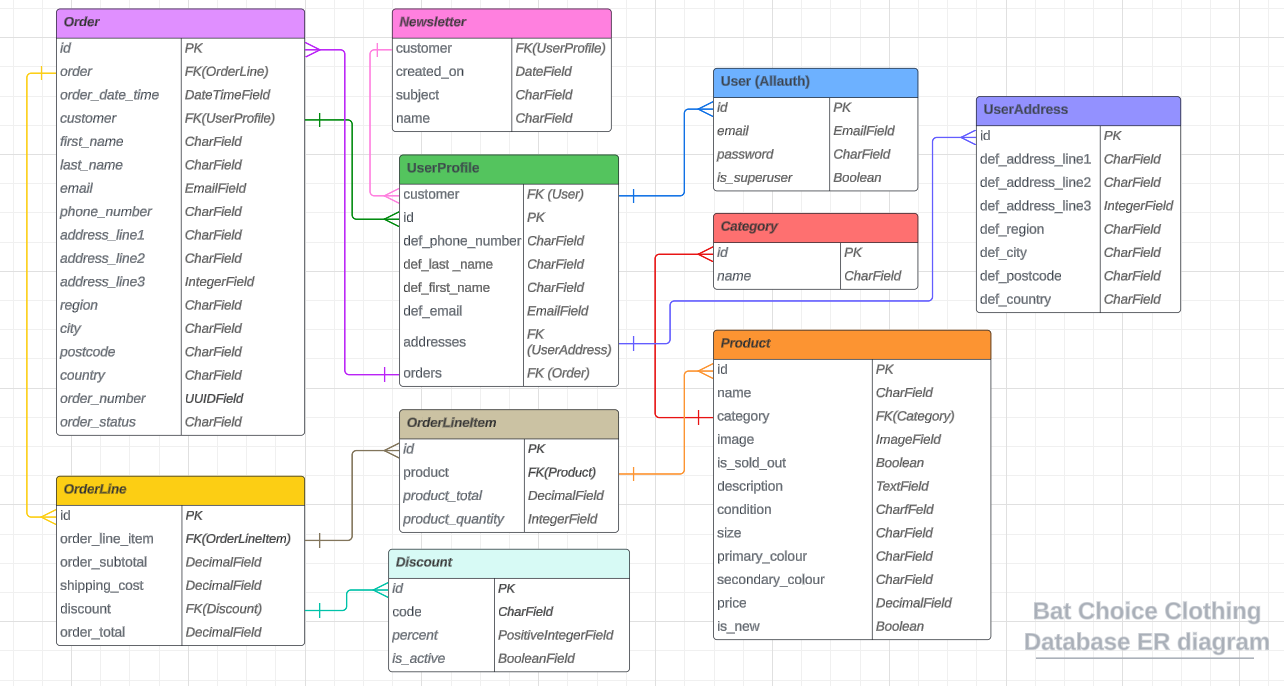 Order
id PK
order FK(OrderLine)
order_date_time DateTimeField
customer FK(UserProfile)
first_name CharField
last_name CharField
email EmailField
phone_number CharField
address_line1 CharField
address_line2 CharField
address_line3 IntegerField
region CharField
city CharField
postcode CharField
country CharField
order_number UUIDField
order_status CharField
OrderLine
id PK
order_line_item FK(OrderLineItem)
order_subtotal DecimalField
shipping_cost DecimalField
discount FK(Discount)
order_total DecimalField
Newsletter
customer FK(UserProfile)
created_on DateField
subject CharField
name CharField
UserProfile
customer FK (User)
id PK
def_phone_number CharField
def_last _name CharField
def_first_name CharField
def_email EmailField
addresses FK
(UserAddress)
orders FK (Order)
OrderLineItem
id PK
product FK(Product)
product_total DecimalField
product_quantity IntegerField
Discount
id PK
code CharField
percent PositiveIntegerField
is_active BooleanField
User (Allauth)
id PK
email EmailField
password CharField
is_superuser Boolean
Category
id PK
name CharField
Product
id PK
name CharField
category FK(Category)
image ImageField
is_sold_out Boolean
description TextField
condition CharfFeld
size CharField
primary_colour CharField
secondary_colour CharField
price DecimalField
is_new Boolean
UserAddress
id PK
def_address_line1 CharField
def_address_line2 CharField
def_address_line3 IntegerField
def_region CharField
def_city CharField
def_postcode CharField
def_country CharField
Bat Choice Clothing
Database ER diagram